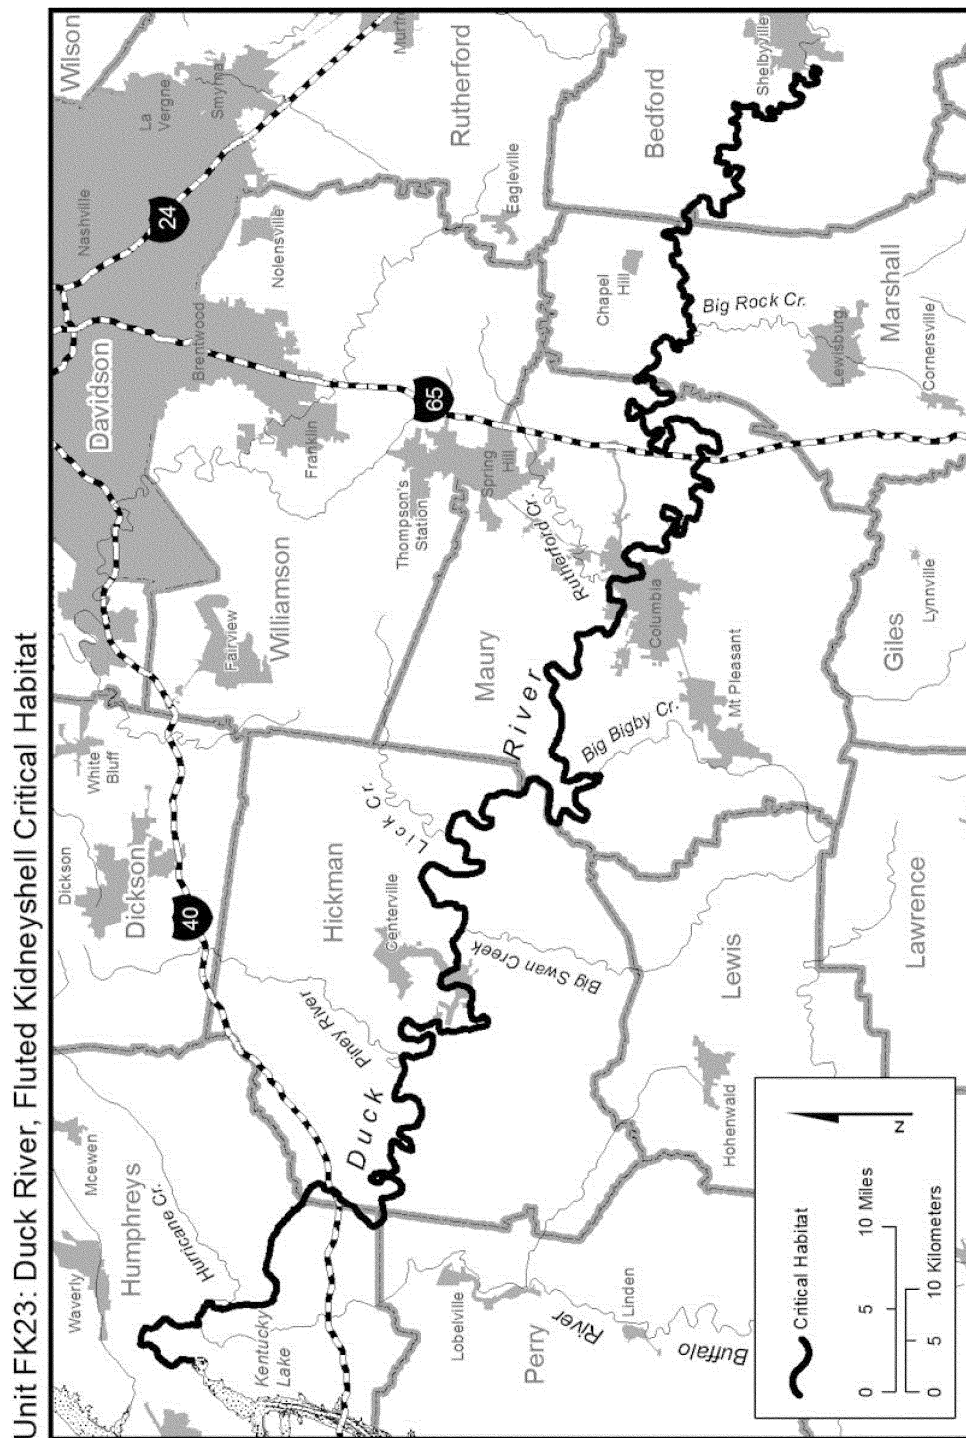 Unit FK23: Duck River, Fluted Kidneyshell Critical Habitat
Waverly
Mcewen
Humphreys
Hurricane Cr.
Kentucky
Lake
Dickson
Dickson
White
Bluff
40
Fairview
Williamson
Davidson
Nashville
Brentwood
Franklin
Nolensville
24
La
Vergne
Smyrna
Wilson
Rutherford
Eagleville
65
Thompson's
Station
Spring
Hill
Hickman
Centerville
Piney River
Lick Cr.
Duck
River
Maury
Rutherford Cr.
Columbia
Mt Pleasant
Big Bigby Cr.
Big Swan Creek
Chapel
Hill
Big Rock Cr.
Lewisburg
Cornersville
Marshall
Bedford
Shelbyville
Lobelville
Perry
Linden
Buffalo
River
Hohenwald
Lewis
Lawrence
Giles
Lynnville
Critical Habitat
0 5 10 Miles
0 5 10 Kilometers
N